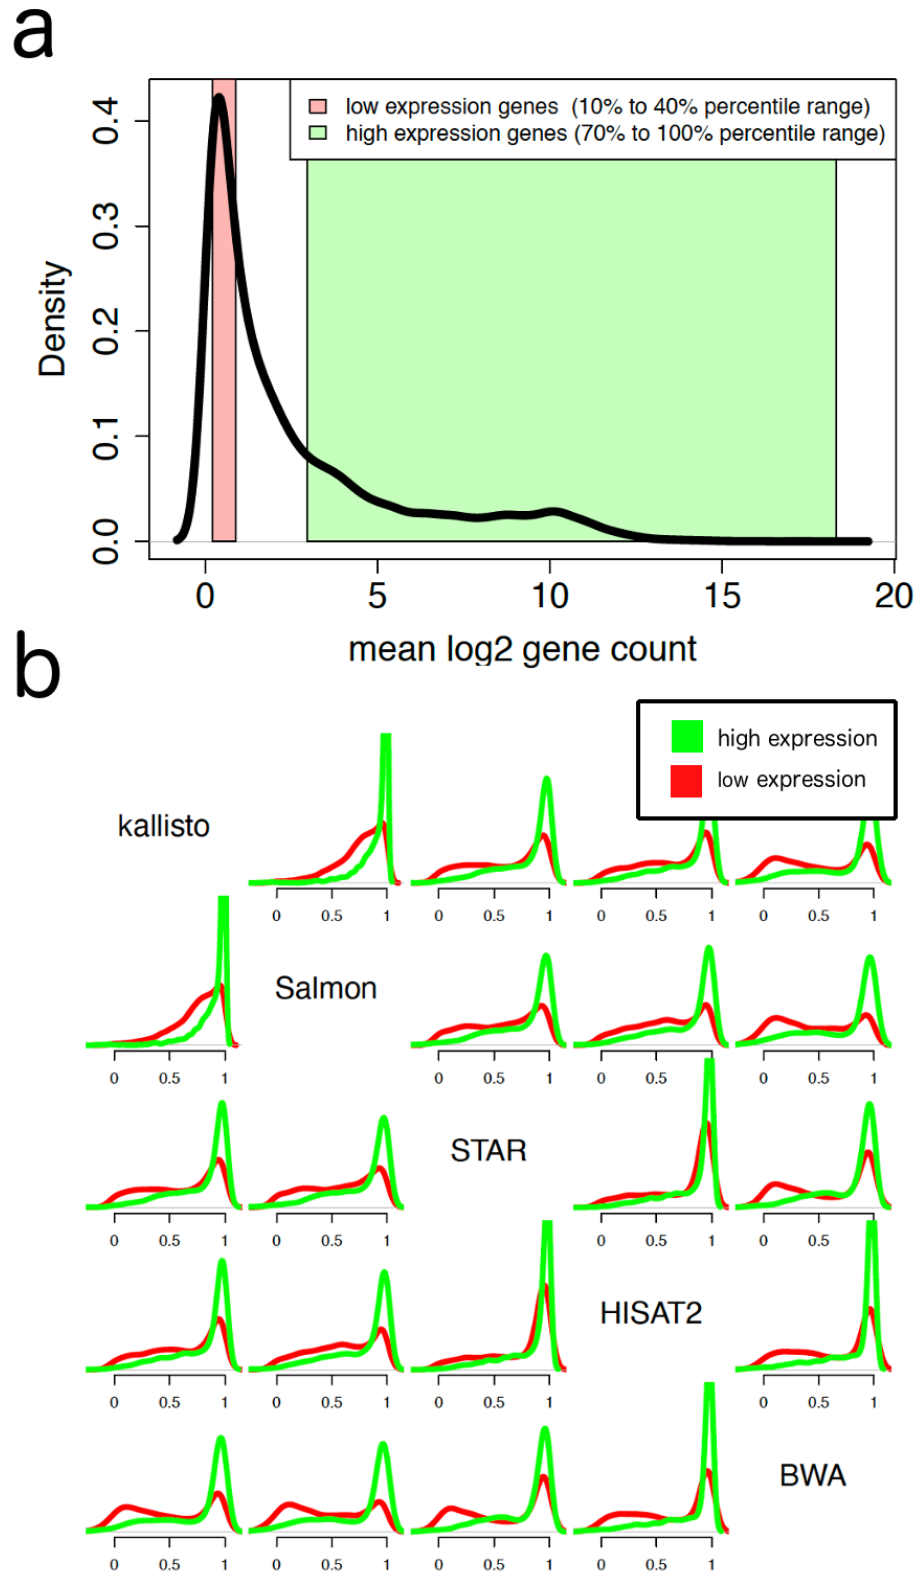 a
low expression genes (10% to 40% percentile range)
high expression genes (70% to 100% percentile range)
Density
0.0 0.1 0.2 0.3 0.4
0 5 10 15 20
mean log2 gene count
b
high expression
low expression
kallisto
0 0.5 1 0 0.5 1 0 0.5 1 0 0.5 1
Salmon
0 0.5 1 0 0.5 1 0 0.5 1 0 0.5 1
STAR
0 0.5 1 0 0.5 1 0 0.5 1 0 0.5
HISAT2
0 0.5 1 0 0.5 1 0 0.5 1 0 0.5 1
BWA
0 0.5 1 0 0.5 1 0 0.5 1 0 0.5 1